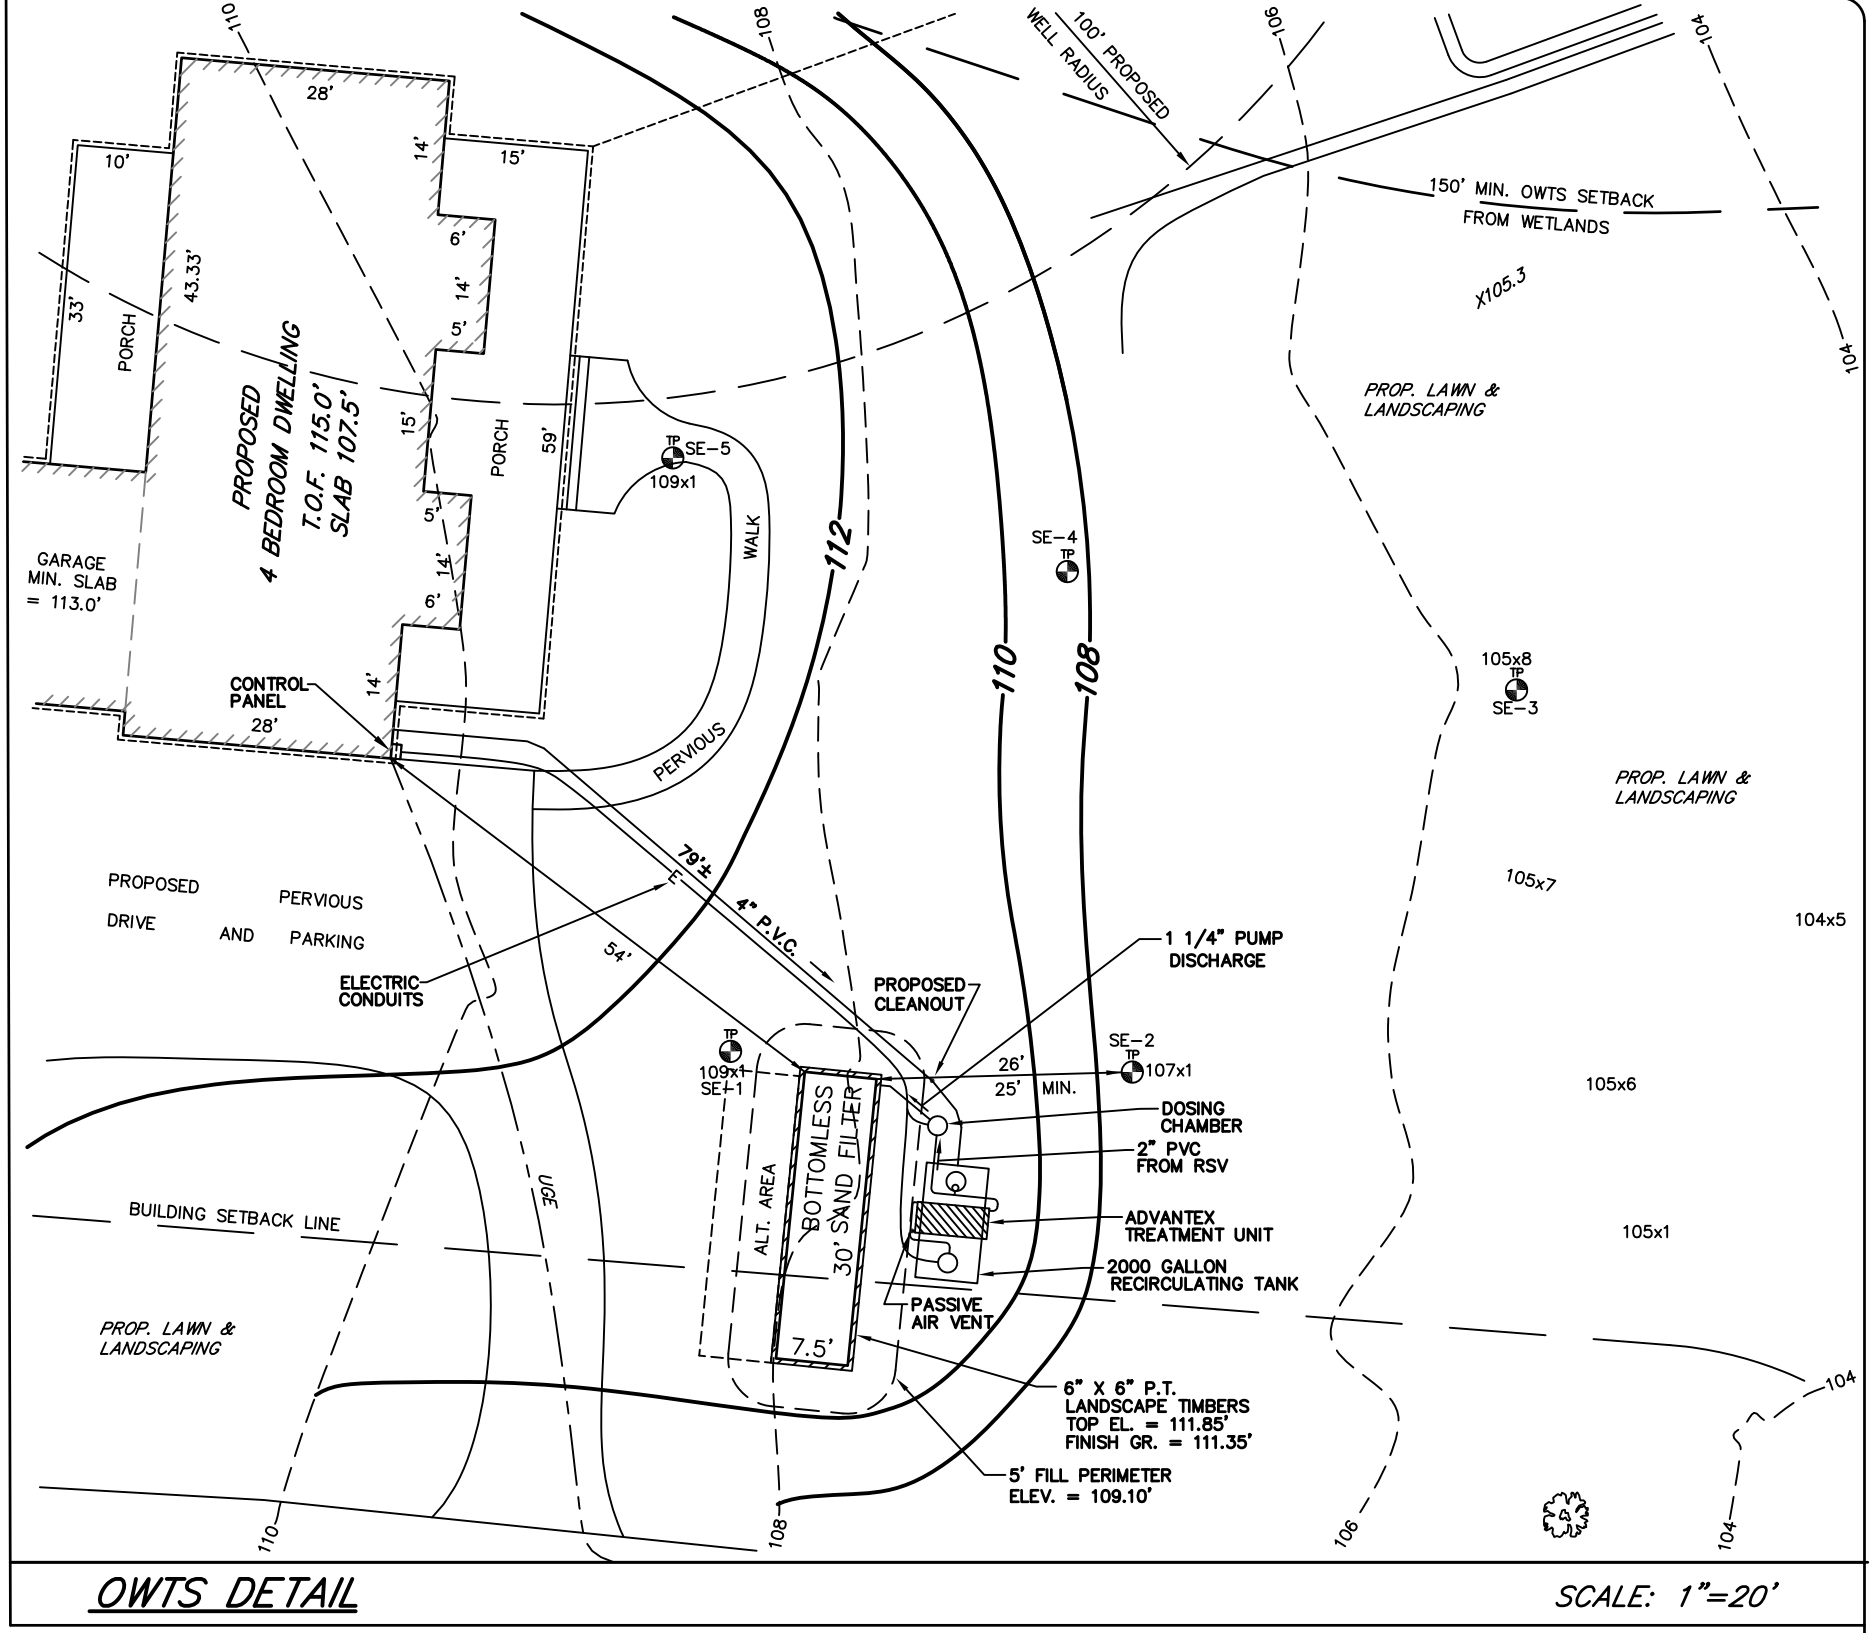 110
108
106
104
100' PROPOSED
WELL RADIUS
28'
14'
15'
10'
6'
14'
5'
43.33'
33'
PORCH
150' MIN. OWTS SETBACK
FROM WETLANDS
X105.3
104
PROPOSED
4 BEDROOM DWELLING
T.O.F. 115.0'
SLAB 107.5'
15'
PORCH
59'
TP
SE-5
109x1
PROP. LAWN &
LANDSCAPING
5'
14'
6'
WALK
112
SE-4
TP
GARAGE
MIN. SLAB
= 113.0'
110
108
105x8
TP
SE-3
CONTROL
PANEL
14'
28'
PERVIOUS
PROP. LAWN &
LANDSCAPING
79'±
E
4" P.V.C.
54'
PROPOSED PERVIOUS
DRIVE AND PARKING
105x7
104x5
ELECTRIC
CONDUITS
PROPOSED
CLEANOUT
1 1/4" PUMP
DISCHARGE
TP
109x1
SE-1
26'
25' MIN.
SE-2
TP
107x1
105x6
DOSING
CHAMBER
2" PVC
FROM RSV
UGE
ALT. AREA
BOTTOMLESS
30' SAND FILTER
7.5'
BUILDING SETBACK LINE
ADVANTEX
TREATMENT UNIT
105x1
2000 GALLON
RECIRCULATING TANK
PASSIVE
AIR VENT
PROP. LAWN &
LANDSCAPING
6" X 6" P.T.
LANDSCAPE TIMBERS
TOP EL. = 111.85'
FINISH GR. = 111.35'
104
5' FILL PERIMETER
ELEV. = 109.10'
110
108
106
104
OWTS DETAIL
SCALE: 1"=20'